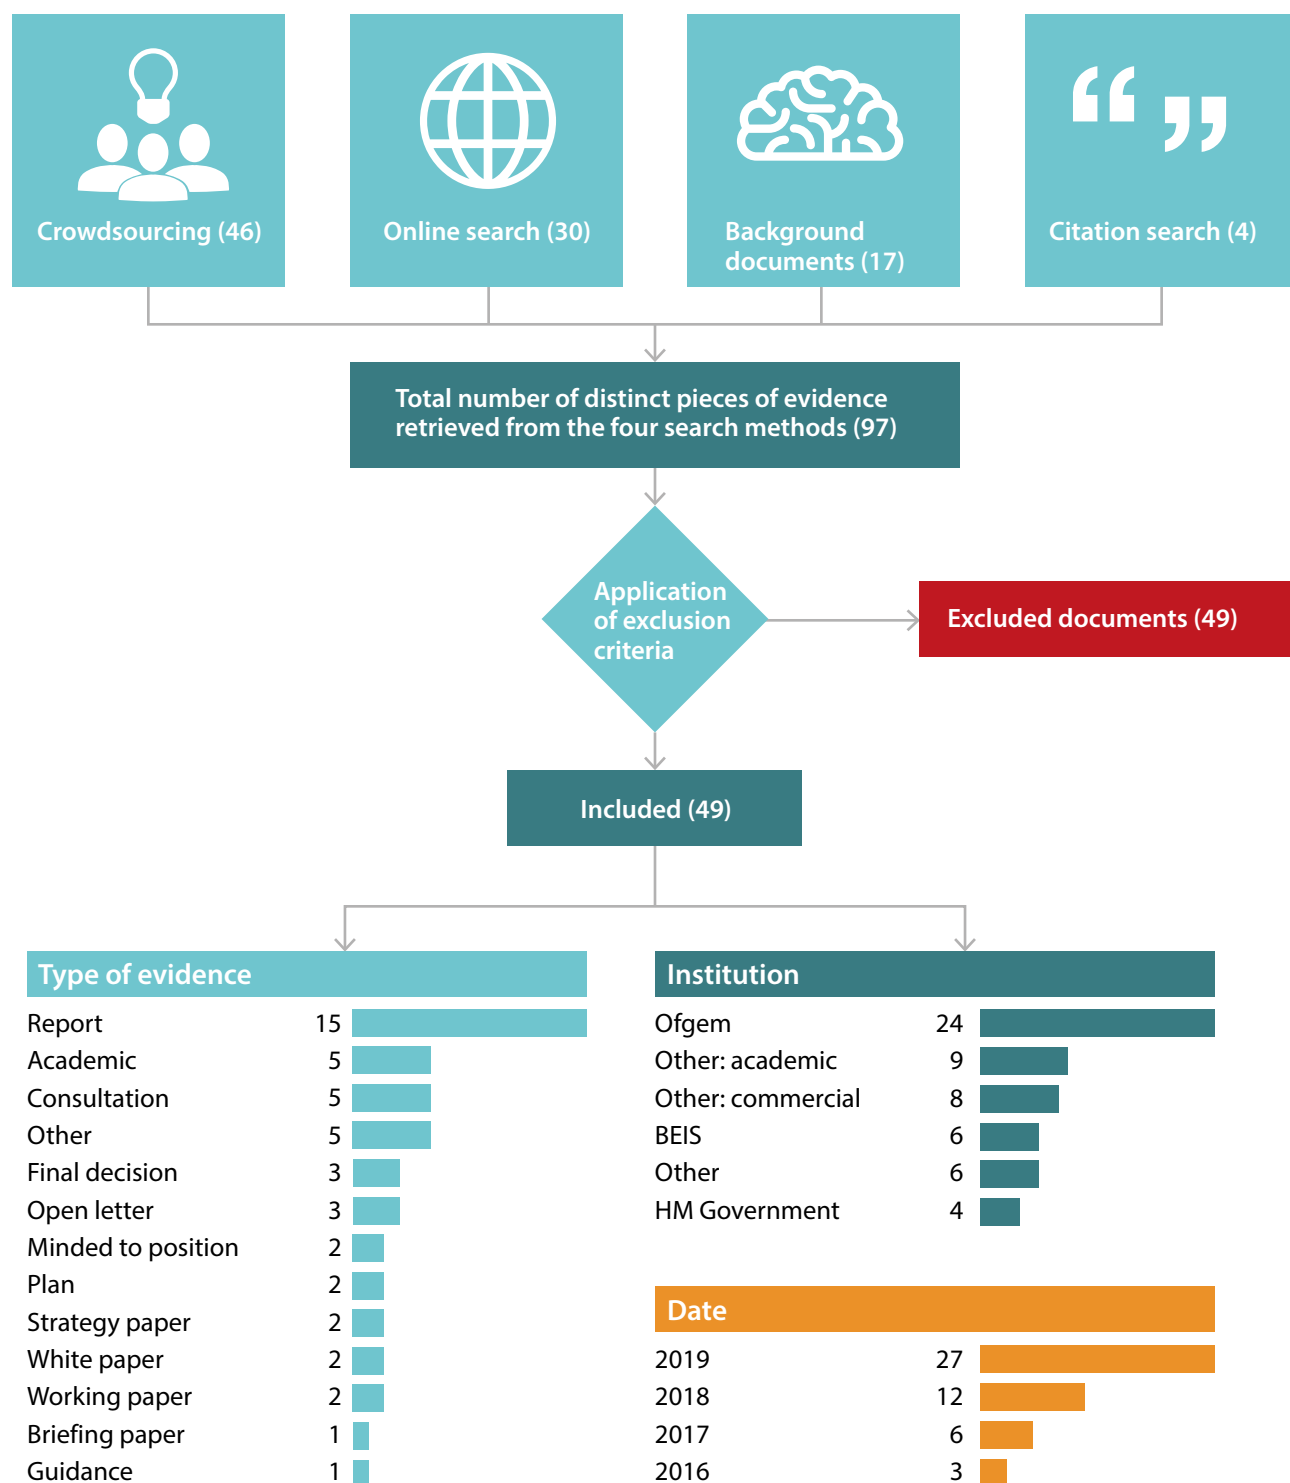 Crowdsourcing (46)
Online search (30)
Background
documents (17)
“ ”
Citation search (4)
Total number of distinct pieces of evidence
retrieved from the four search methods (97)
Application
of exclusion
criteria
Excluded documents (49)
Included (49)
Type of evidence
Report 15
Academic 5
Consultation 5
Other 5
Final decision 3
Open letter 3
Minded to position 2
Plan 2
Strategy paper 2
White paper 2
Working paper 2
Briefing paper 1
Guidance 1
Institution
Ofgem 24
Other: academic 9
Other: commercial 8
BEIS 6
Other 6
HM Government 4
Date
2019 27
2018 12
2017 6
2016 3